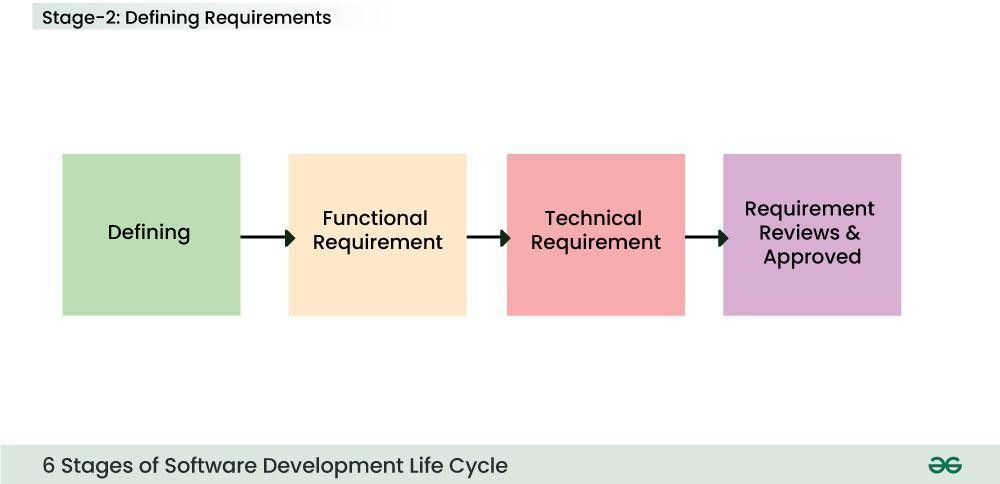 Stage-2: Defining Requirements
Defining
Functional
Requirement
Technical
Requirement
Requirement
Reviews &
Approved
6 Stages of Software Development Life Cycle